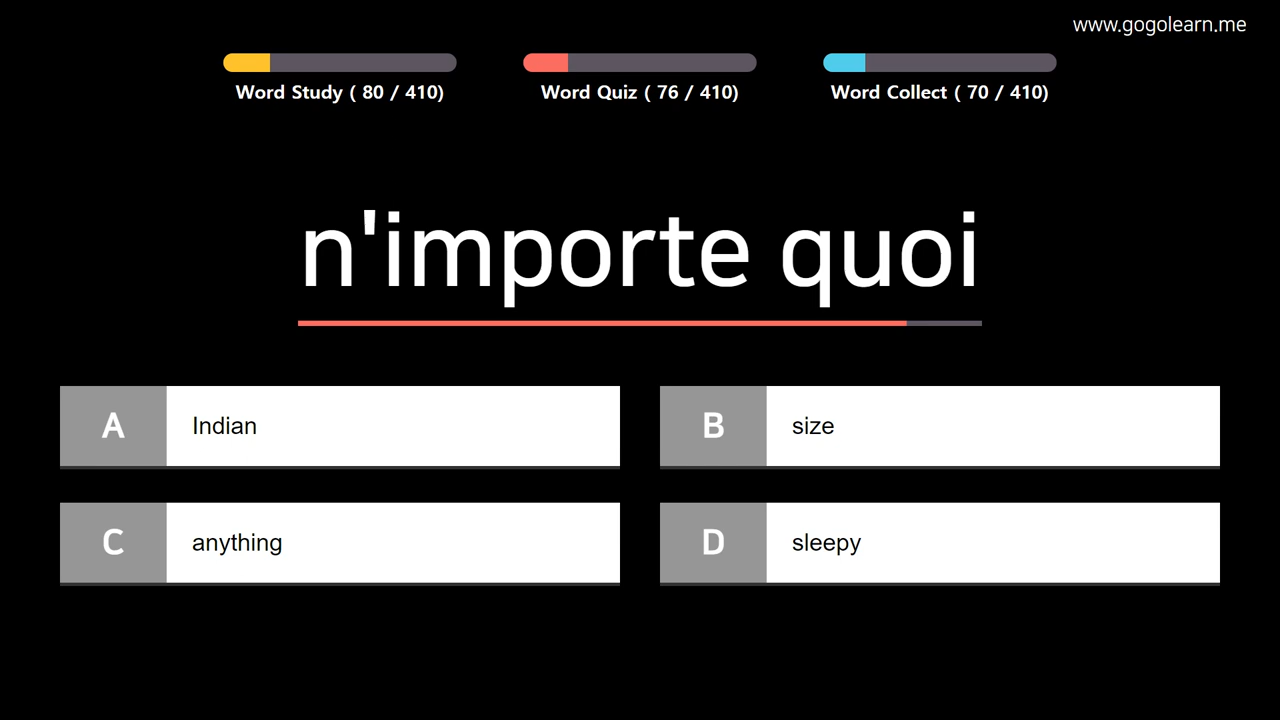 www.gogolearn.me
Word Study ( 80 / 410)
Word Quiz ( 76 / 410)
Word Collect ( 70 / 410)
n'importe quoi
A Indian
B size
C anything
D sleepy